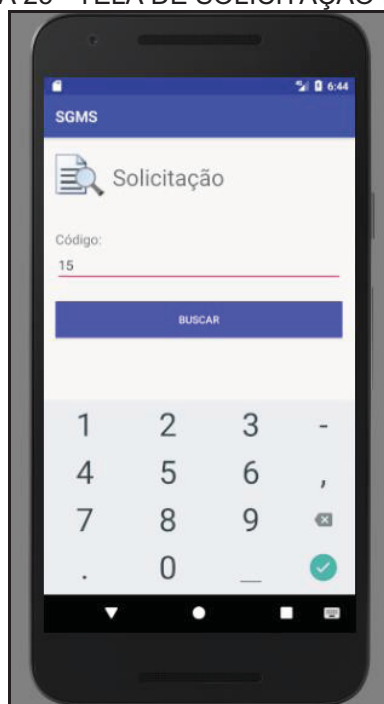 A 20 - TELA DE SOLICITAÇÃO
6:44
SGMS
Solicitação
Código:
15
BUSCAR
1 2 3 -
4 5 6 ,
7 8 9
. 0 _